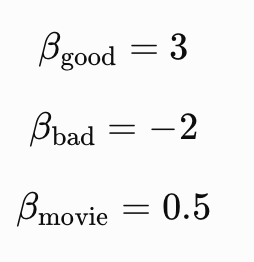 β_good = 3
β_bad = −2
β_movie = 0.5